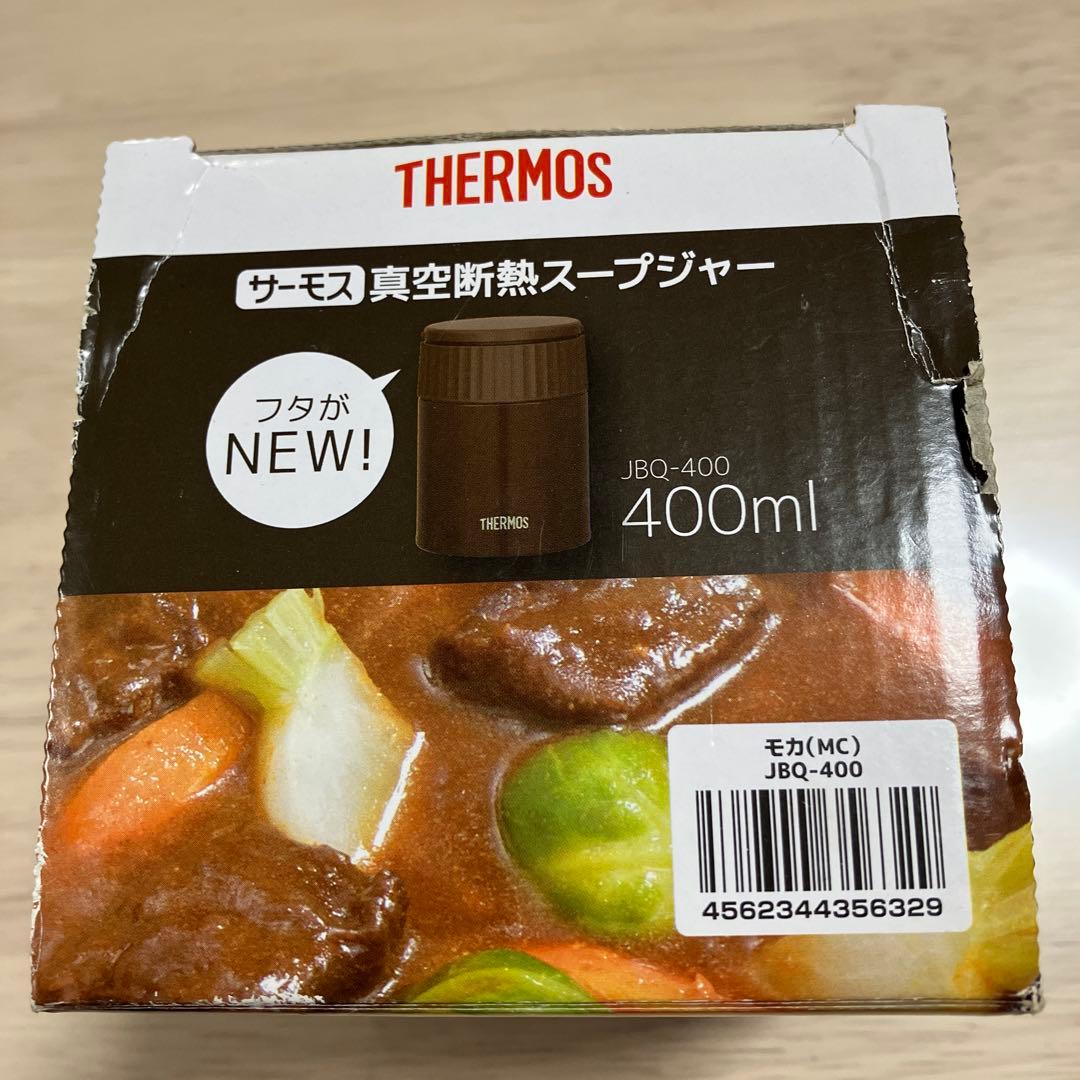 THERMOS
サーモス 真空断熱スープジャー
フタが
NEW!
JBQ-400
400ml
THERMOS
モカ(MC)
JBQ-400
4562344356329